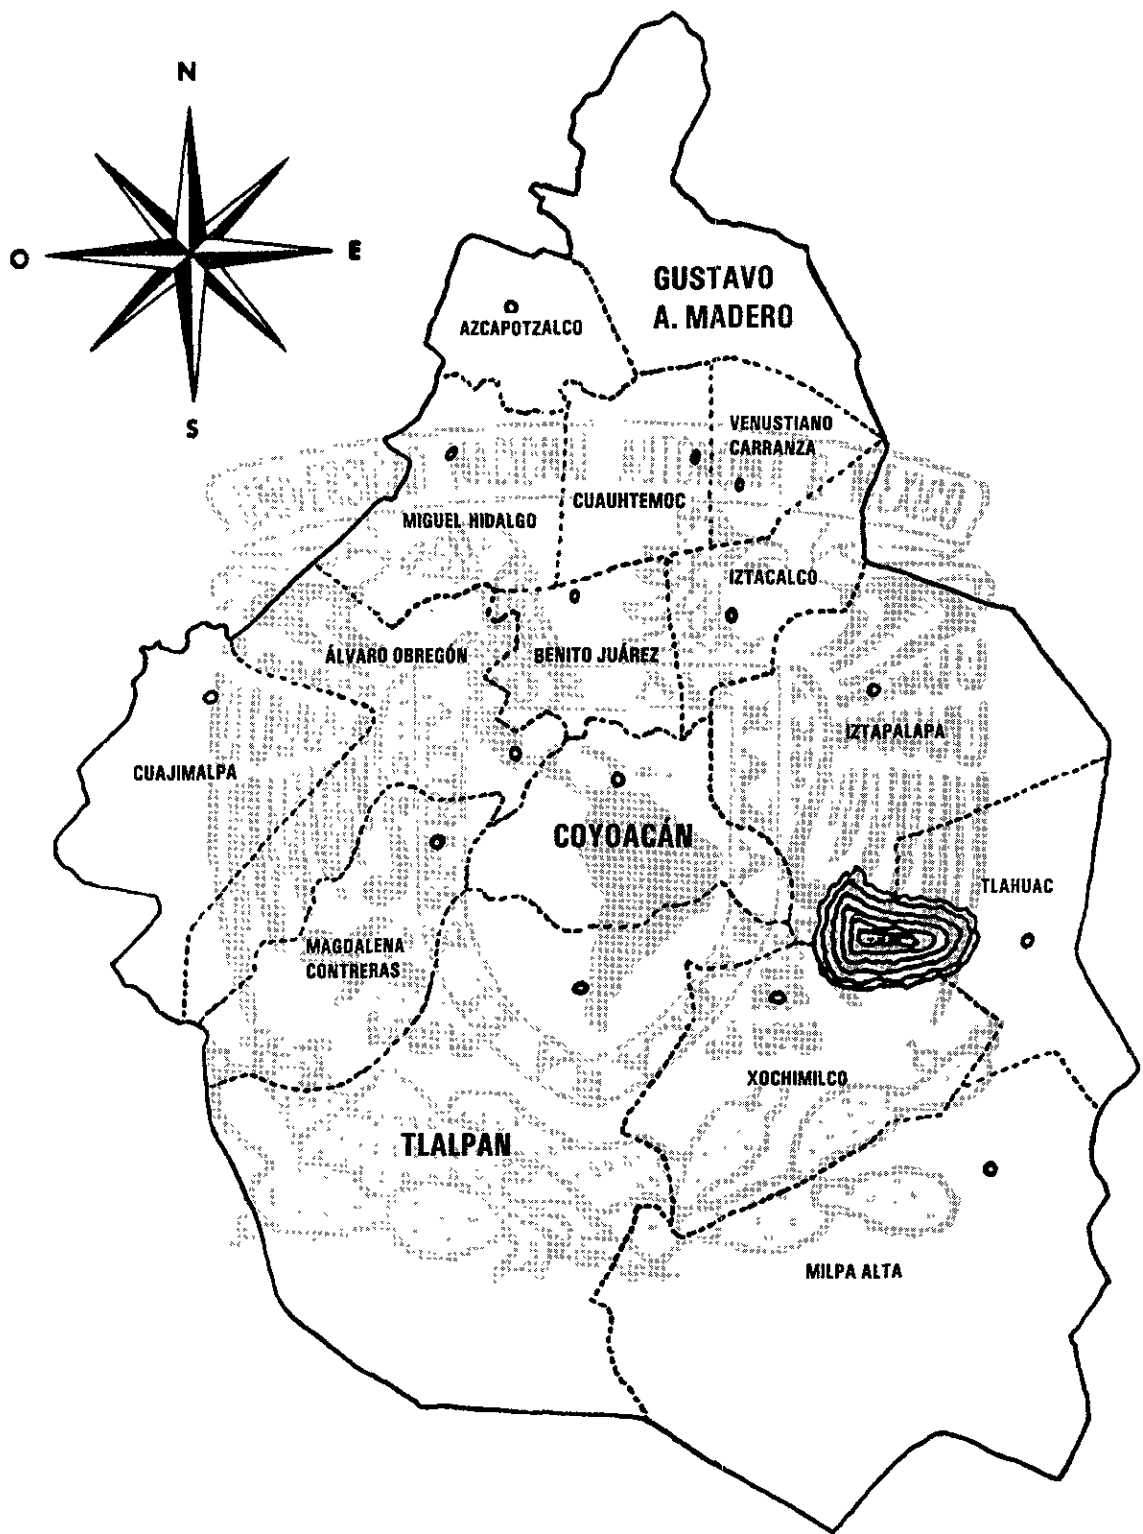 N
O
E
S
GUSTAVO
A. MADERO
AZCAPOTZALCO
VENUSTIANO
CARRANZA
CUAUHTEMOC
MIGUEL HIDALGO
IZTACALCO
ÁLVARO OBREGÓN
BENITO JUÁREZ
IZTAPALAPA
CUAJIMALPA
COYOACÁN
TLAHUAC
MAGDALENA
CONTRERAS
XOCHIMILCO
TLALPAN
MILPA ALTA